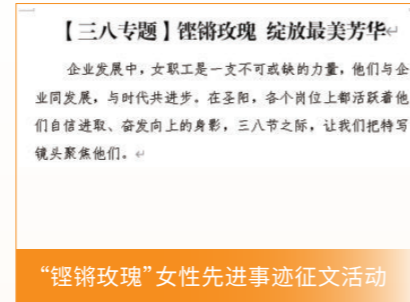 【三八专题】铿锵玫瑰 绽放最美芳华
企业发展中，女职工是一支不可或缺的力量，他们与企
业同发展，与时代共进步。在圣阳，各个岗位上都活跃着他
们自信进取、奋发向上的身影，三八节之际，让我们把特写
镜头聚焦他们。
“铿锵玫瑰”女性先进事迹征文活动